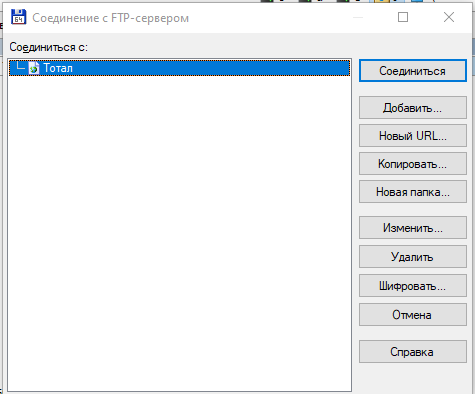 Соединение с FTP-сервером
Соединиться с:
Тотал
Соединиться
Добавить...
Новый URL...
Копировать...
Новая папка...
Изменить...
Удалить
Шифровать...
Отмена
Справка